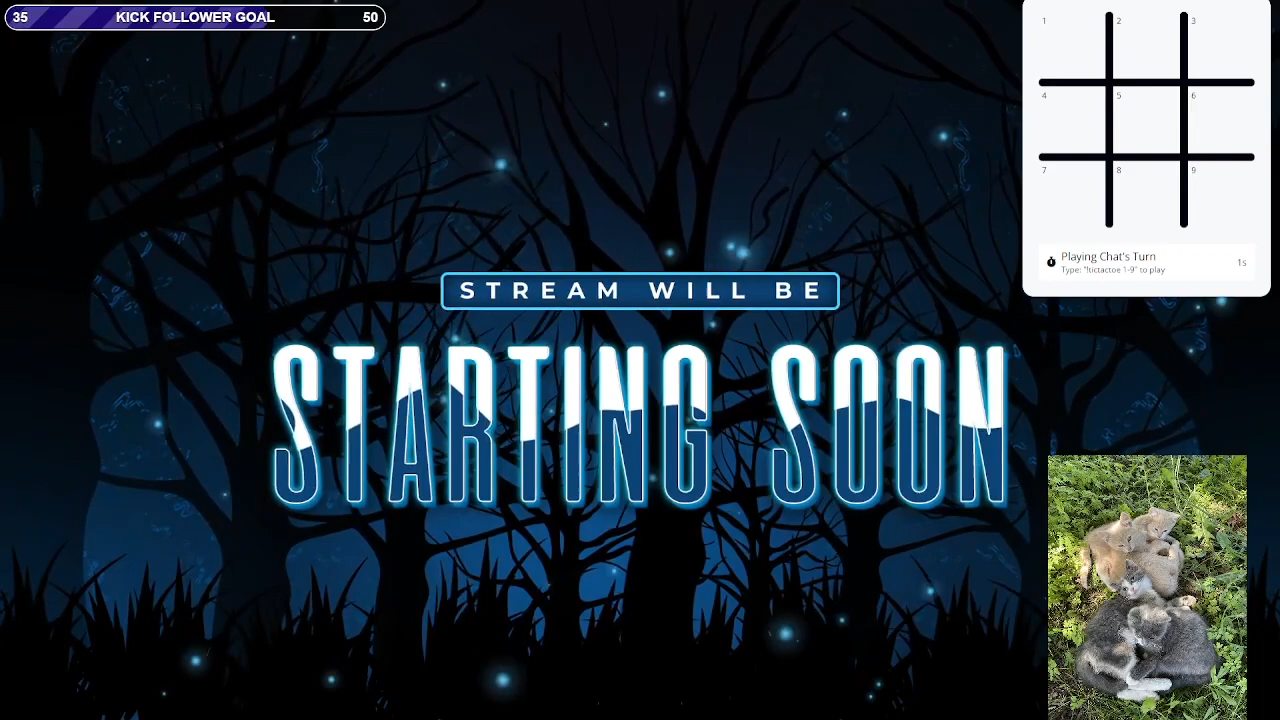 35 KICK FOLLOWER GOAL 50
1 2 3
4 5 6
7 8 9
Playing Chat's Turn 1s
Type: "!tictactoe 1-9" to play
STREAM WILL BE
STARTING SOON